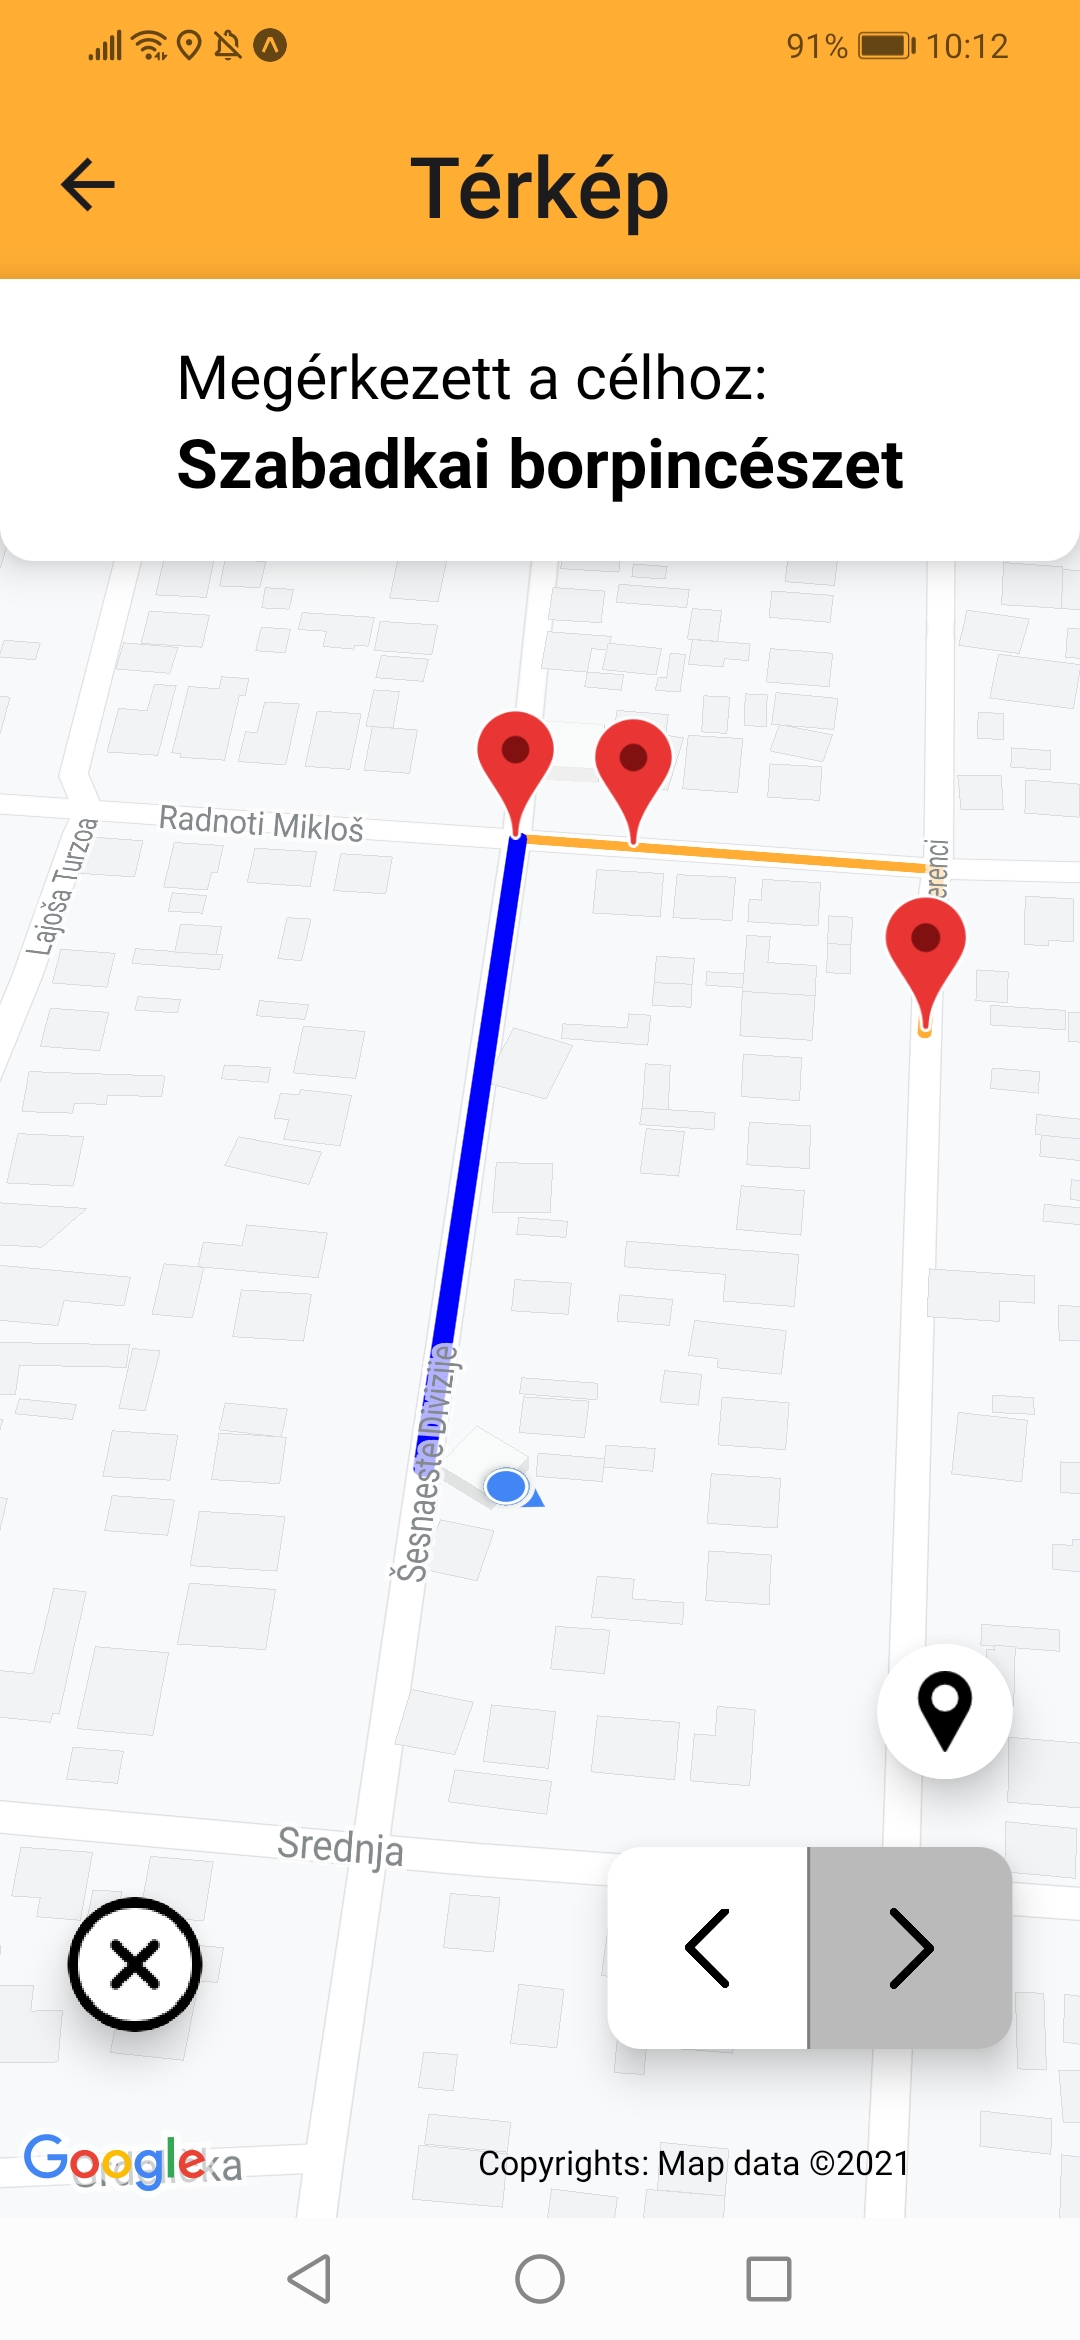 91% 10:12
Térkép
Megérkezett a célhoz:
Szabadkai borpincészet
Radnoti Mikloš
Lajoša Turzoa
erenci
Šesnaeste Divizije
Srednja
Google
Copyrights: Map data ©2021